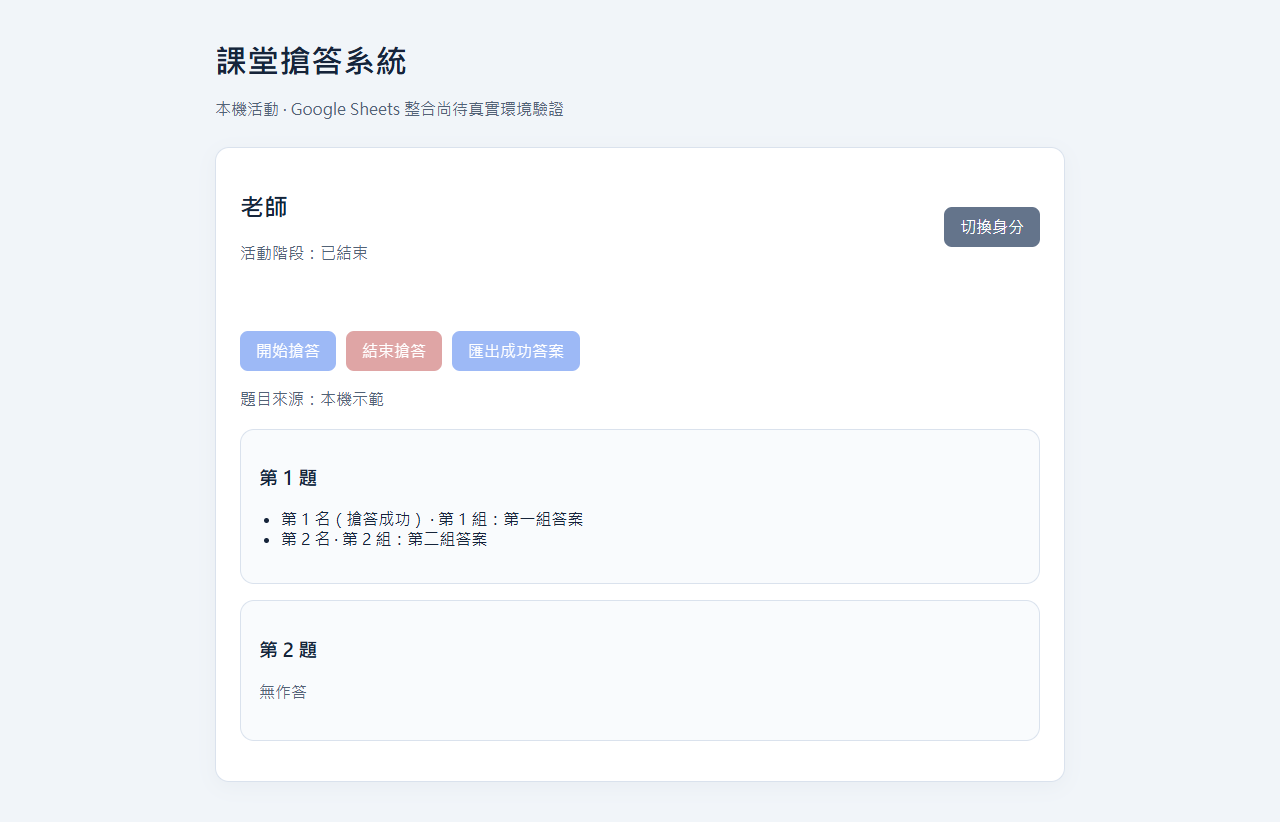 課堂搶答系統
本機活動 · Google Sheets 整合尚待真實環境驗證
老師
切換身分
活動階段：已結束
開始搶答
結束搶答
匯出成功答案
題目來源：本機示範
第 1 題
第 1 名（搶答成功） · 第 1 組：第一組答案
第 2 名 · 第 2 組：第二組答案
第 2 題
無作答